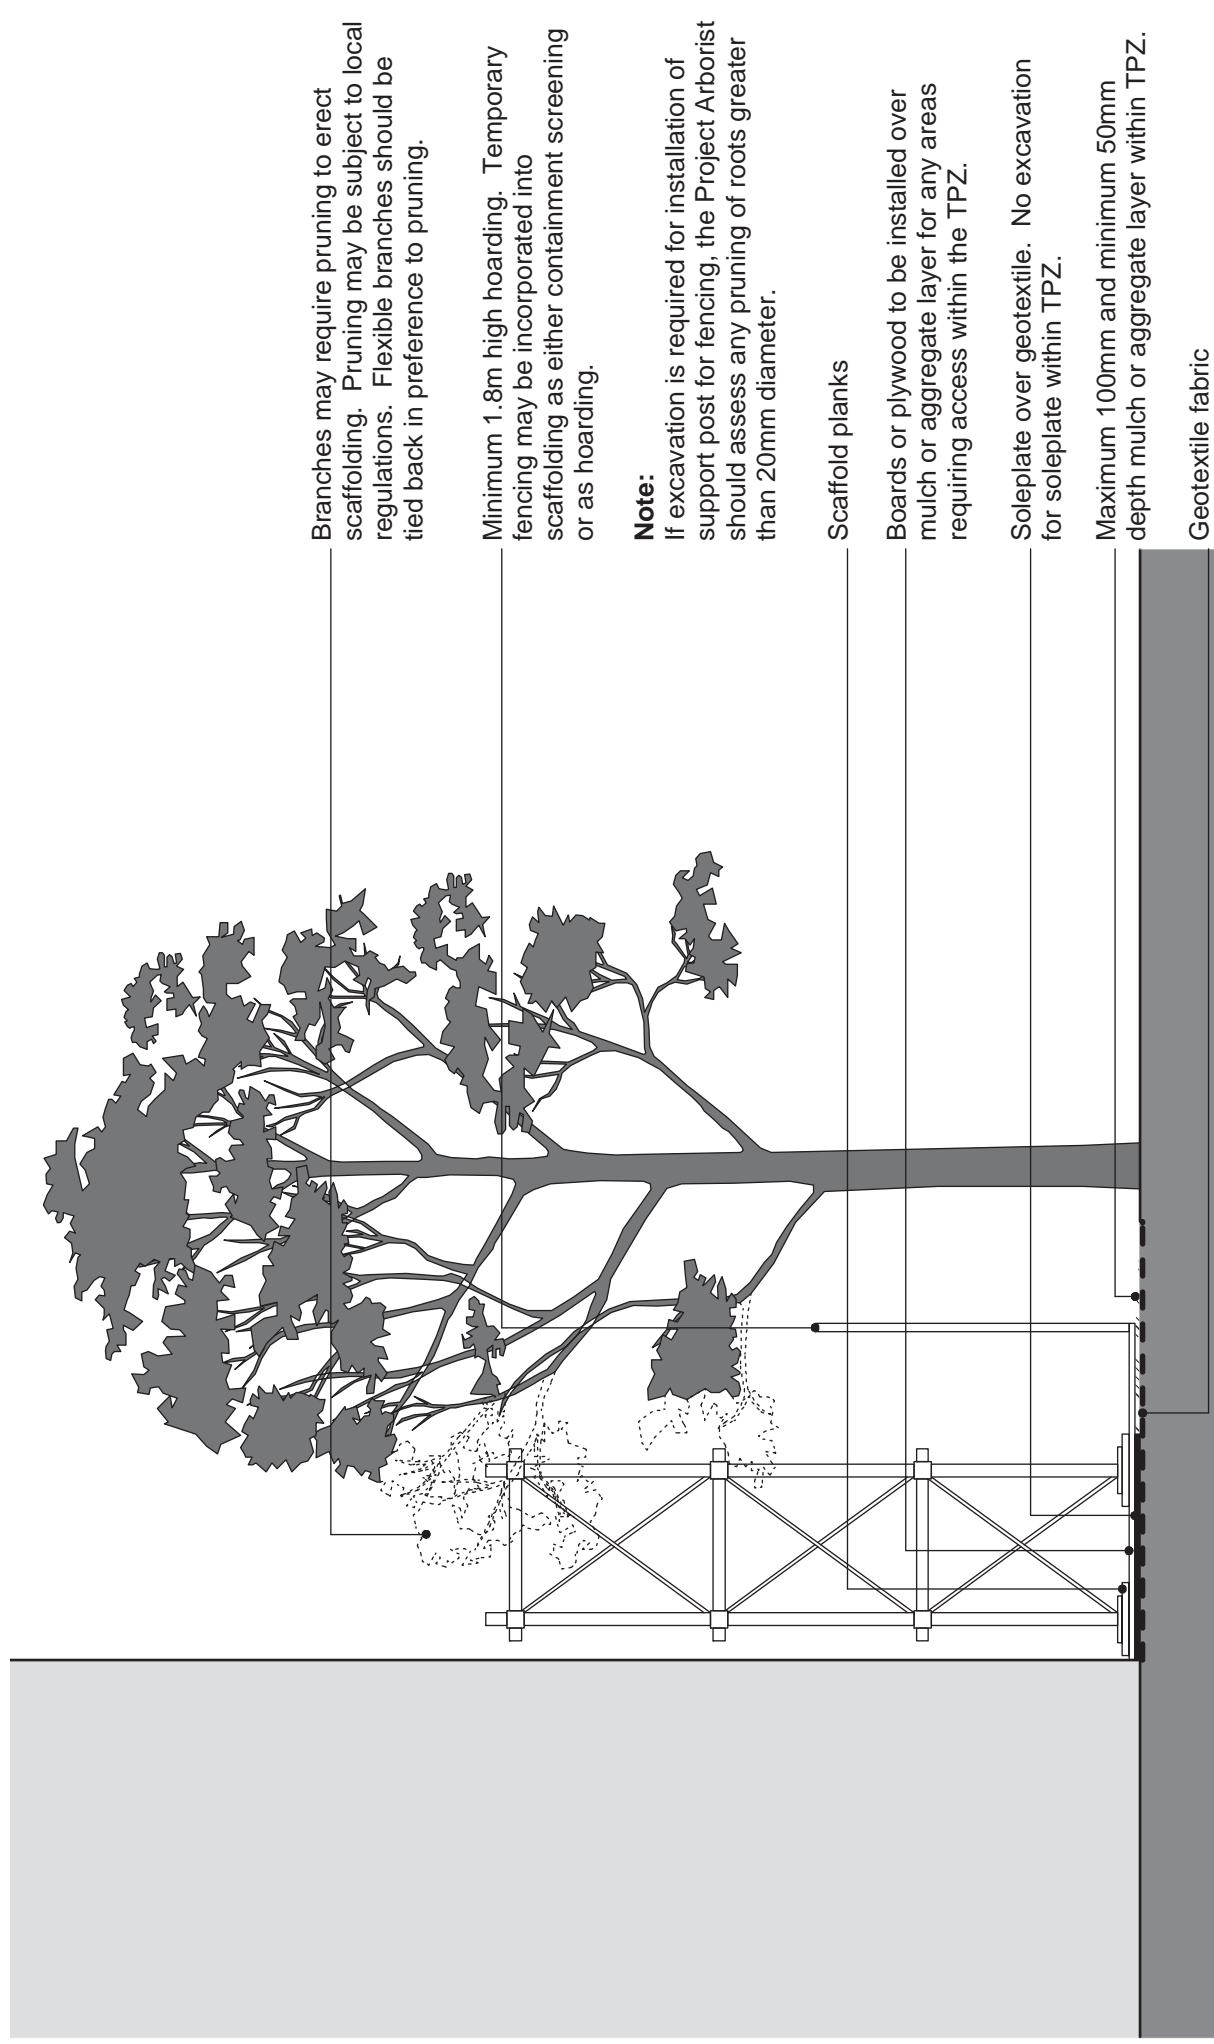 Branches may require pruning to erect
scaffolding. Pruning may be subject to local
regulations. Flexible branches should be
tied back in preference to pruning.
Minimum 1.8m high hoarding. Temporary
fencing may be incorporated into
scaffolding as either containment screening
or as hoarding.
Note:
If excavation is required for installation of
support post for fencing, the Project Arborist
should assess any pruning of roots greater
than 20mm diameter.
Scaffold planks
Boards or plywood to be installed over
mulch or aggregate layer for any areas
requiring access within the TPZ.
Soleplate over geotextile. No excavation
for soleplate within TPZ.
Maximum 100mm and minimum 50mm
depth mulch or aggregate layer within TPZ.
Geotextile fabric